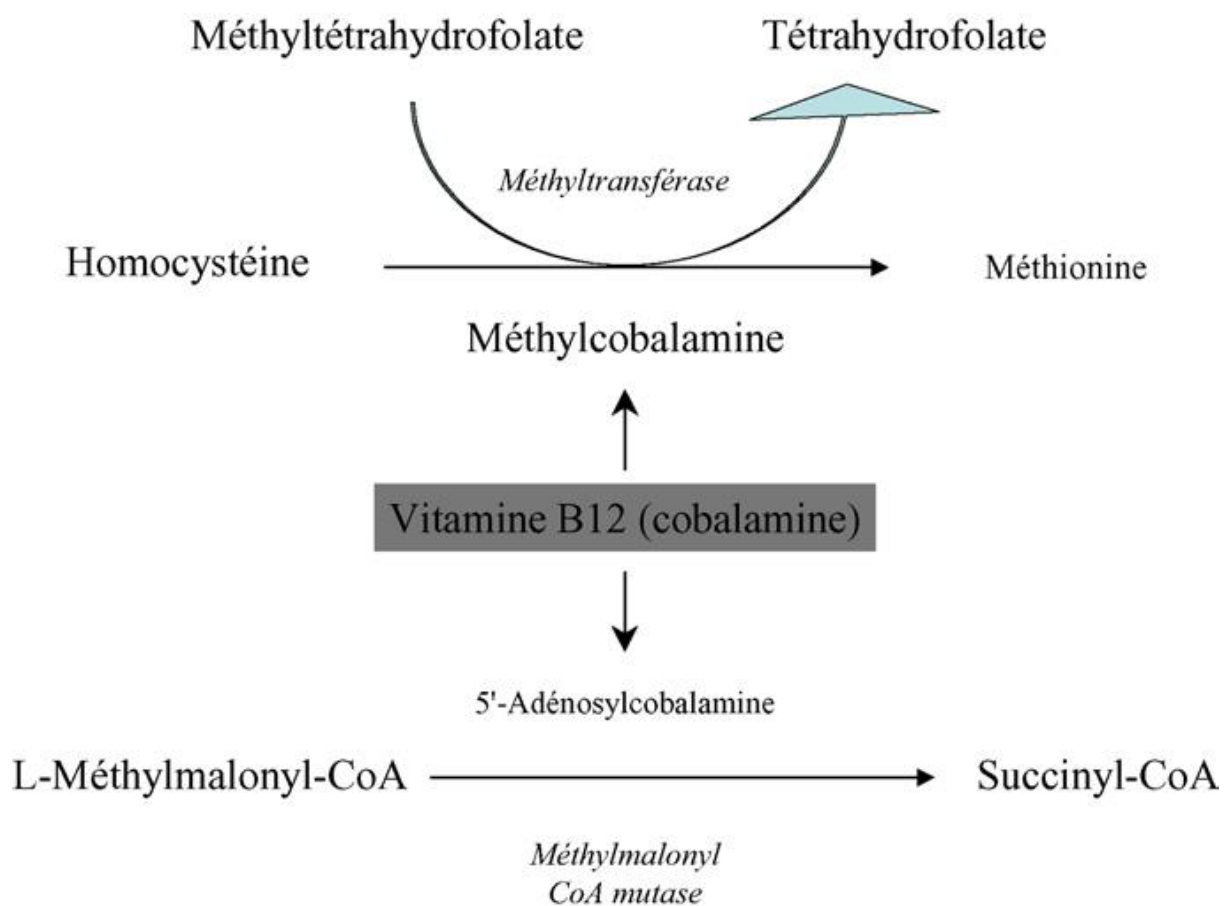 Méthyltétrahydrofolate
Tétrahydrofolate
Méthyltransférase
Homocystéine
Méthionine
Méthylcobalamine
Vitamine B12 (cobalamine)
5'-Adénosylcobalamine
L-Méthylmalonyl-CoA
Succinyl-CoA
Méthylmalonyl
CoA mutase